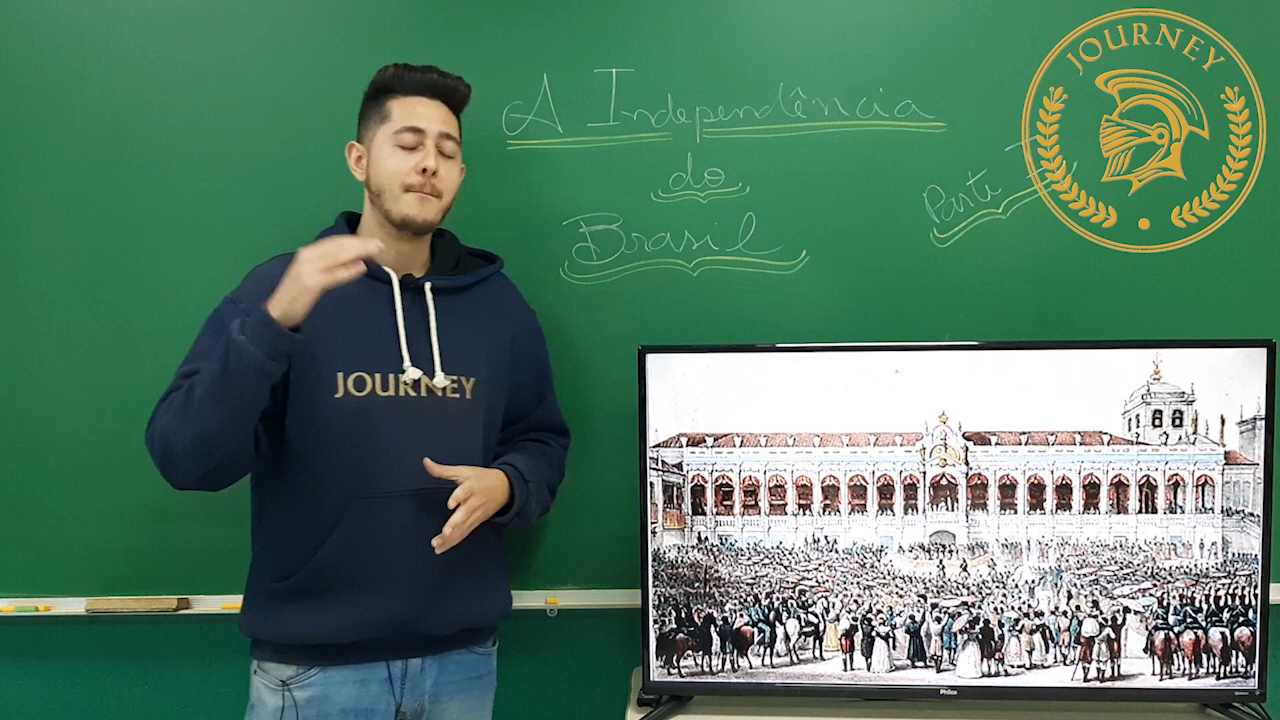 JOURNEY
A Independência
do
Brasil
Parte
JOURNEY
Philco